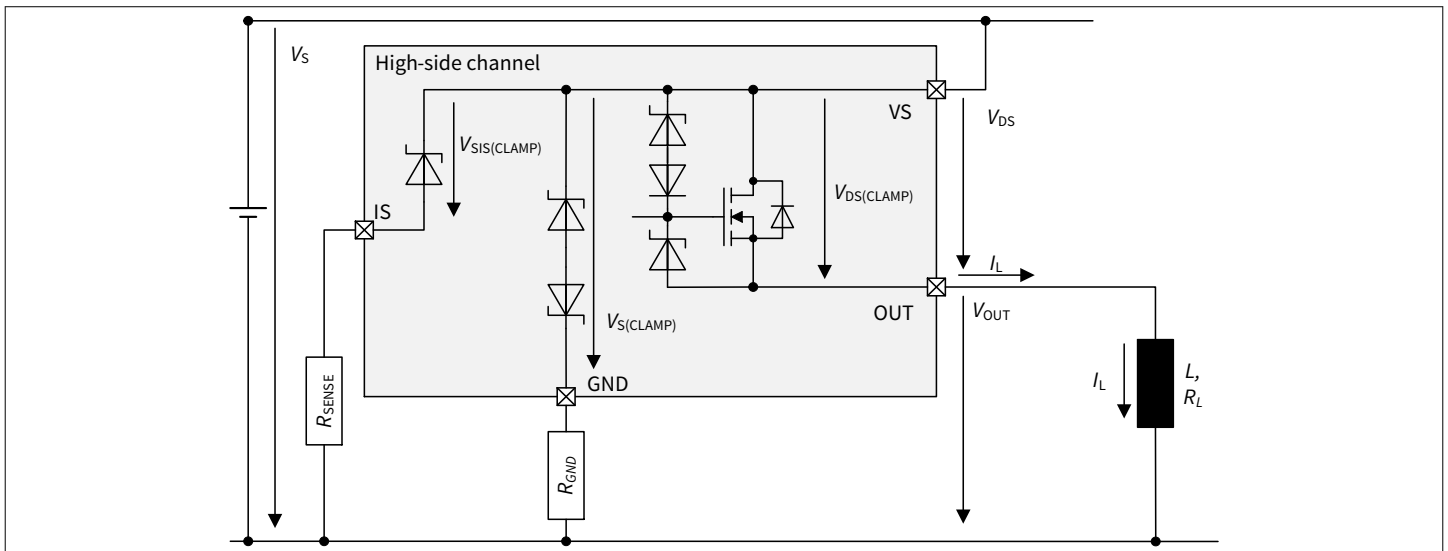 VS
High-side channel
VS
VDS
VSIS(CLAMP)
VDS(CLAMP)
IS
IL
OUT
VOUT
VS(CLAMP)
GND
IL
L,
RL
RSENSE
RGND